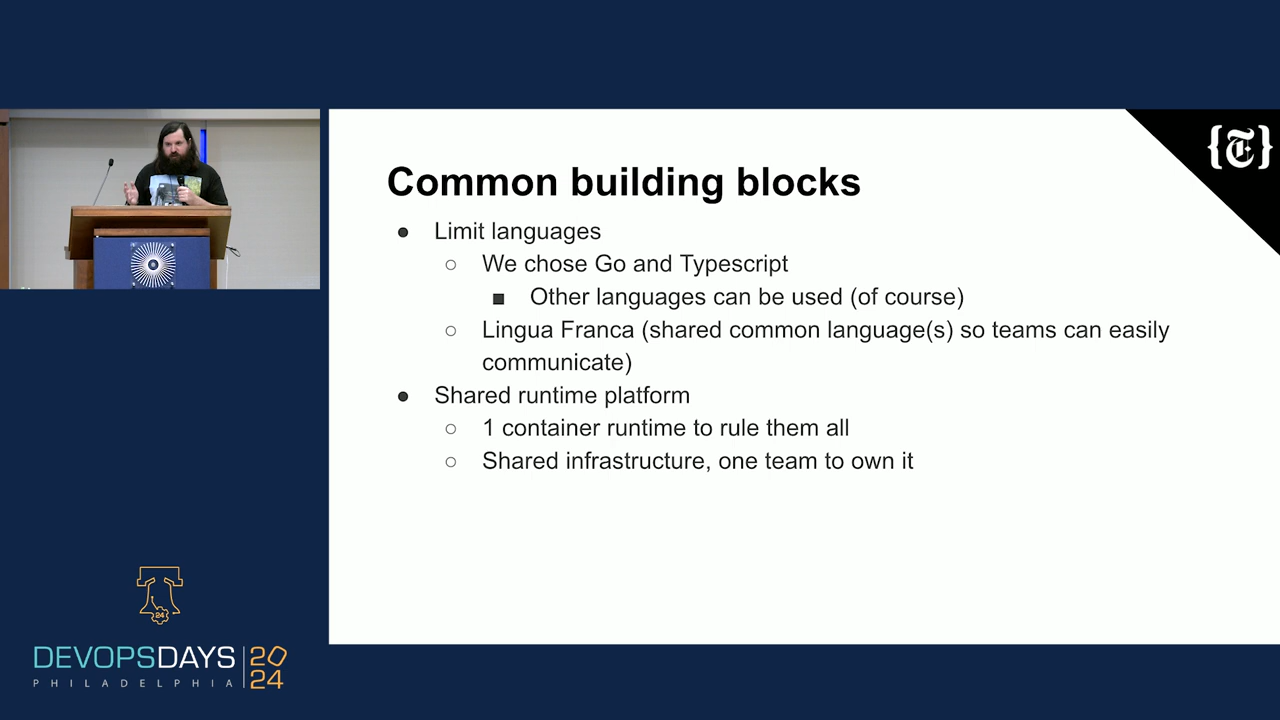 Common building blocks
● Limit languages
○ We chose Go and Typescript
■ Other languages can be used (of course)
○ Lingua Franca (shared common language(s) so teams can easily
communicate)
● Shared runtime platform
○ 1 container runtime to rule them all
○ Shared infrastructure, one team to own it
{T}
24
DEVOPSDAYS 2024
PHILADELPHIA